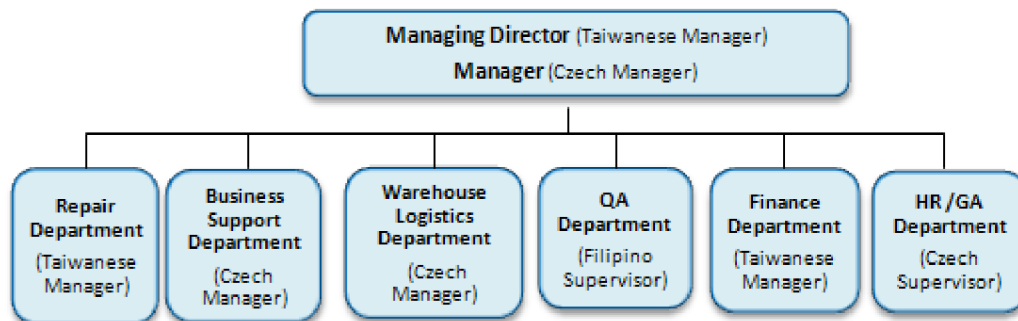 Managing Director (Taiwanese Manager)
Manager (Czech Manager)
Repair
Department
(Taiwanese
Manager)
Business
Support
Department
(Czech
Manager)
Warehouse
Logistics
Department
(Czech
Manager)
QA
Department
(Filipino
Supervisor)
Finance
Department
(Taiwanese
Manager)
HR /GA
Department
(Czech
Supervisor)